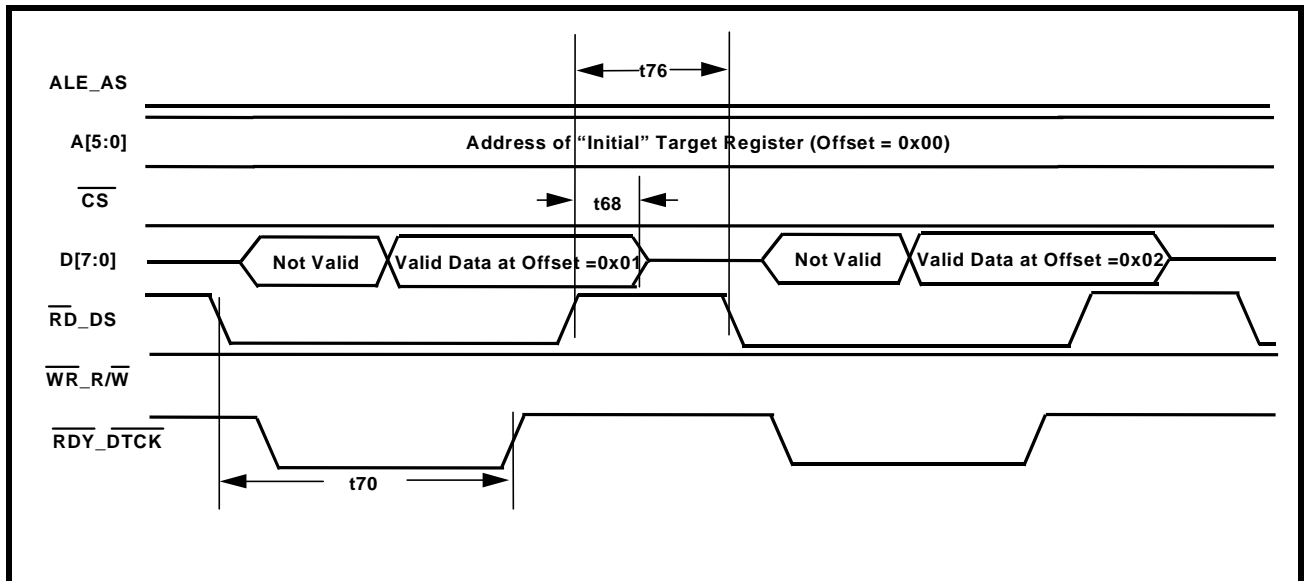 t76
ALE_AS
A[5:0] Address of “Initial” Target Register (Offset = 0x00)
CS
t68
D[7:0] Not Valid Valid Data at Offset =0x01 Not Valid Valid Data at Offset =0x02
RD_DS
WR_R/W
RDY_DTCK
t70